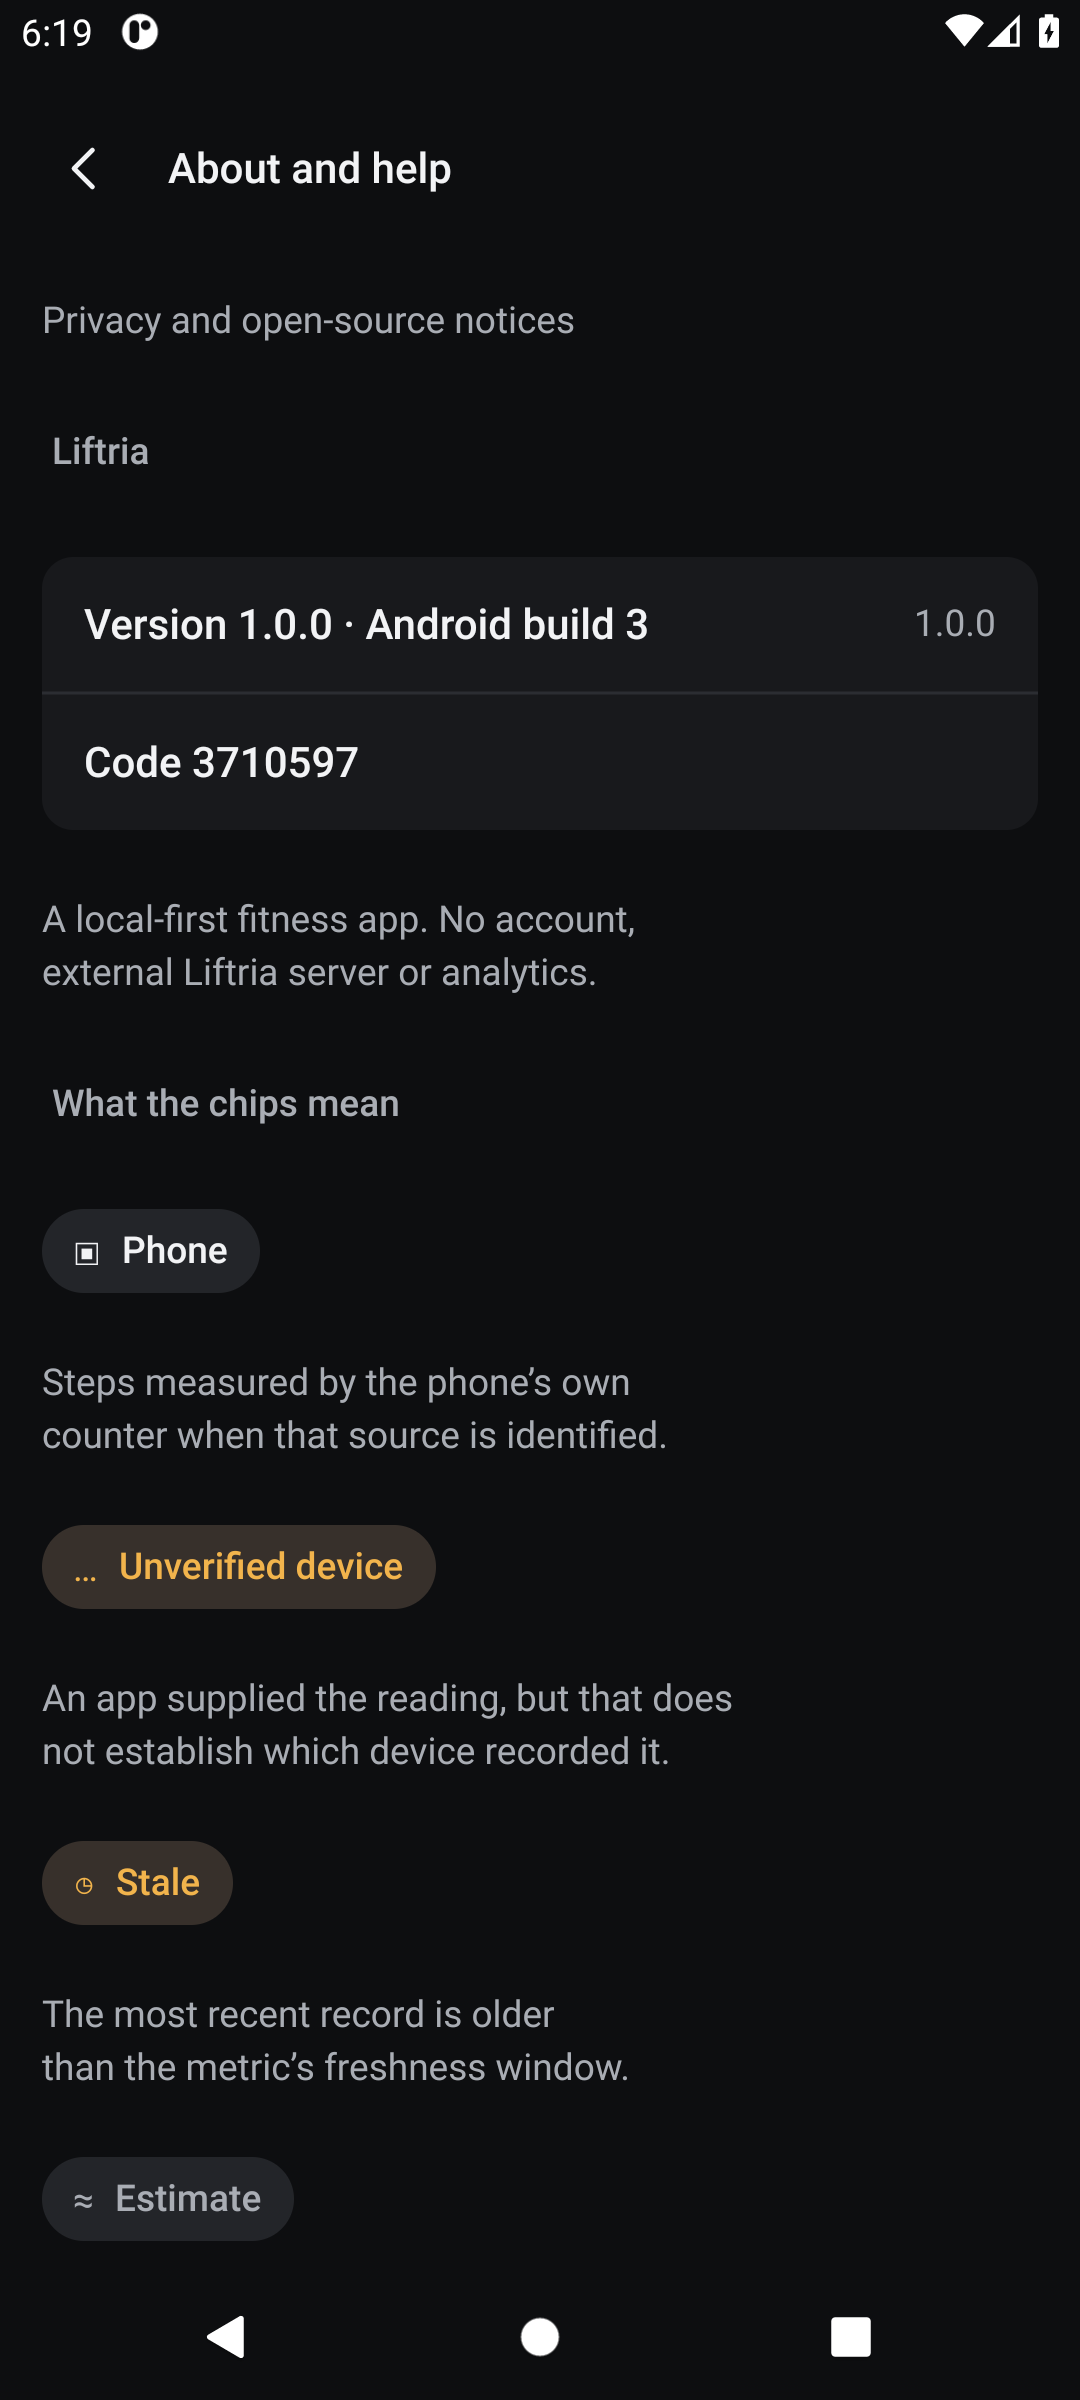 6:19
About and help
Privacy and open-source notices
Liftria
Version 1.0.0 · Android build 3
1.0.0
Code 3710597
A local-first fitness app. No account,
external Liftria server or analytics.
What the chips mean
▣ Phone
Steps measured by the phone’s own
counter when that source is identified.
… Unverified device
An app supplied the reading, but that does
not establish which device recorded it.
◷ Stale
The most recent record is older
than the metric’s freshness window.
≈ Estimate